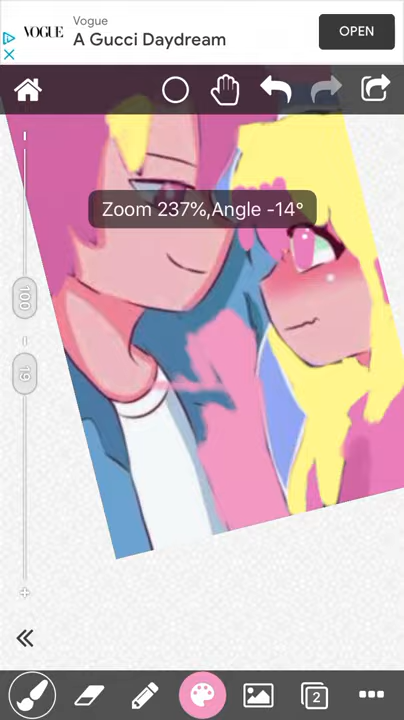 VOGUE
Vogue
A Gucci Daydream
OPEN
Zoom 237%,Angle -14°
100
19
2